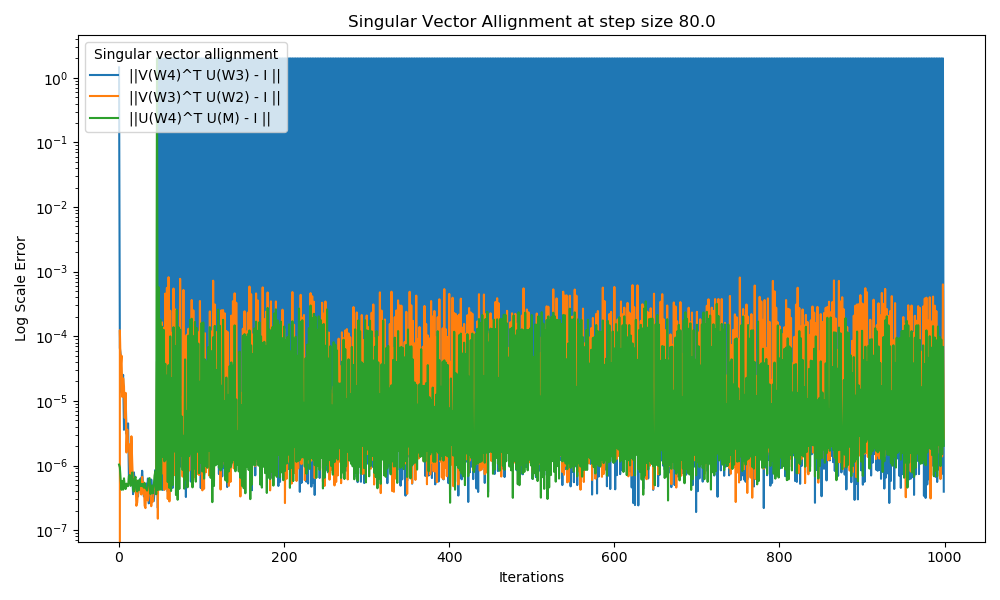 Singular Vector Allignment at step size 80.0
Singular vector allignment
||V(W4)^T U(W3) - I ||
||V(W3)^T U(W2) - I ||
||U(W4)^T U(M) - I ||
Log Scale Error
10⁰
10⁻¹
10⁻²
10⁻³
10⁻⁴
10⁻⁵
10⁻⁶
10⁻⁷
0 200 400 600 800 1000
Iterations